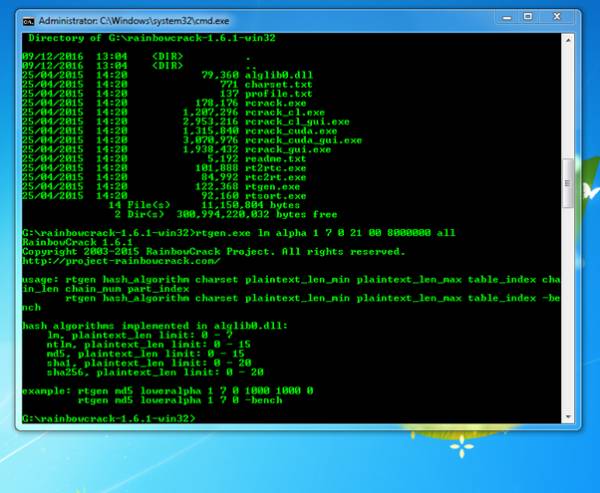 Administrator: C:\Windows\system32\cmd.exe
Directory of G:\rainbowcrack-1.6.1-win32
09/12/2016 13:04 <DIR> .
09/12/2016 13:04 <DIR> ..
25/04/2015 14:20 79,360 alglib0.dll
25/04/2015 14:20 771 charset.txt
25/04/2015 14:20 137 profile.txt
25/04/2015 14:20 178,176 rcrack.exe
25/04/2015 14:20 1,207,296 rcrack_cl.exe
25/04/2015 14:20 2,953,216 rcrack_cl_gui.exe
25/04/2015 14:20 1,315,840 rcrack_cuda.exe
25/04/2015 14:20 3,070,976 rcrack_cuda_gui.exe
25/04/2015 14:20 1,938,432 rcrack_gui.exe
25/04/2015 14:20 5,192 readme.txt
25/04/2015 14:20 101,888 rt2rtc.exe
25/04/2015 14:20 84,992 rtc2rt.exe
25/04/2015 14:20 122,368 rtgen.exe
25/04/2015 14:20 92,160 rtsort.exe
14 File(s) 11,150,804 bytes
2 Dir(s) 300,994,220,032 bytes free
G:\rainbowcrack-1.6.1-win32>rtgen.exe lm alpha 1 7 0 21 00 8000000 all
RainbowCrack 1.6.1
Copyright 2003-2015 RainbowCrack Project. All rights reserved.
http://project-rainbowcrack.com/
usage: rtgen hash_algorithm charset plaintext_len_min plaintext_len_max table_index cha
in_len chain_num part_index
rtgen hash_algorithm charset plaintext_len_min plaintext_len_max table_index -be
nch
hash algorithms implemented in alglib0.dll:
lm, plaintext_len limit: 0 - 7
ntlm, plaintext_len limit: 0 - 15
md5, plaintext_len limit: 0 - 15
sha1, plaintext_len limit: 0 - 20
sha256, plaintext_len limit: 0 - 20
example: rtgen md5 loweralpha 1 7 0 1000 1000 0
rtgen md5 loweralpha 1 7 0 -bench
G:\rainbowcrack-1.6.1-win32>